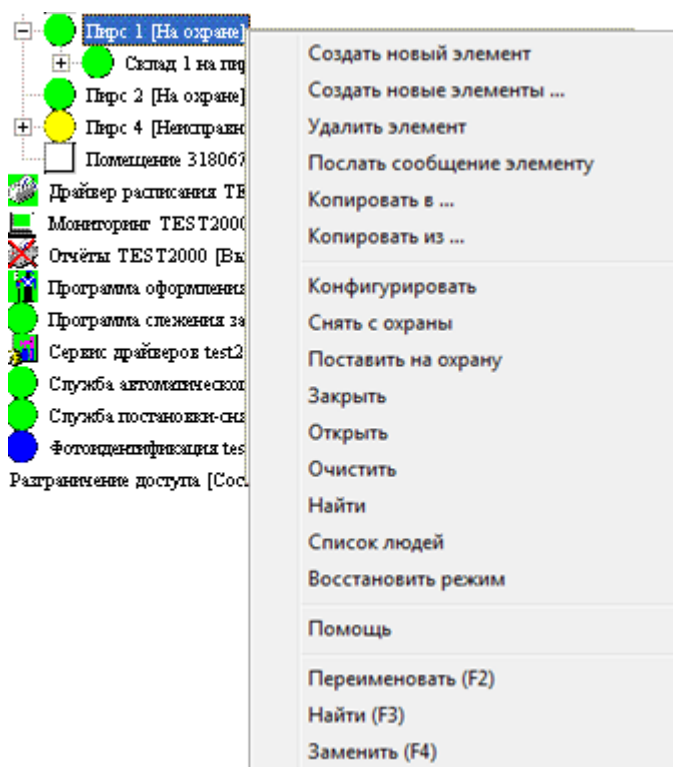 Пирс 1 [На охране]
Склад 1 на пир
Пирс 2 [На охране]
Пирс 4 [Неисправн
Помещение 318067
Драйвер расписания TE
Мониторинг TEST2000
Отчёты TEST2000 [Вы
Программа оформления
Программа слежения за
Сервис драйверов test2
Служба автоматическог
Служба постановки-сня
Фотоидентификация tes
Разграничение доступа [Сос
Создать новый элемент
Создать новые элементы ...
Удалить элемент
Послать сообщение элементу
Копировать в ...
Копировать из ...
Конфигурировать
Снять с охраны
Поставить на охрану
Закрыть
Открыть
Очистить
Найти
Список людей
Восстановить режим
Помощь
Переименовать (F2)
Найти (F3)
Заменить (F4)